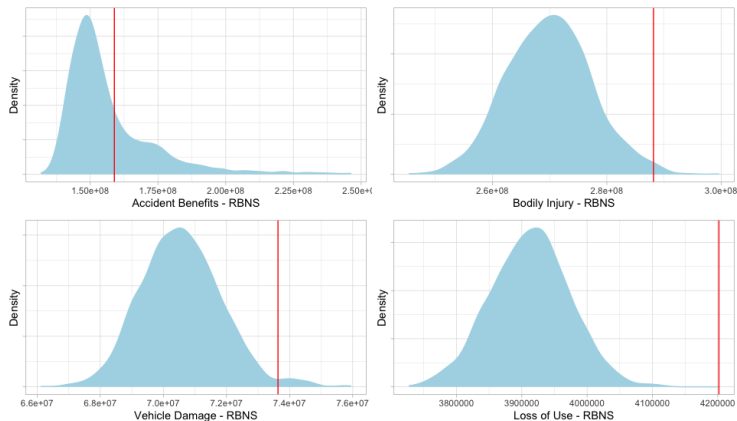 Density
1.50e+08 1.75e+08 2.00e+08 2.25e+08 2.50e+
Accident Benefits - RBNS
Density
2.6e+08 2.8e+08 3.0e+08
Bodily Injury - RBNS
Density
6.6e+07 6.8e+07 7.0e+07 7.2e+07 7.4e+07 7.6e+07
Vehicle Damage - RBNS
Density
3800000 3900000 4000000 4100000 4200000
Loss of Use - RBNS